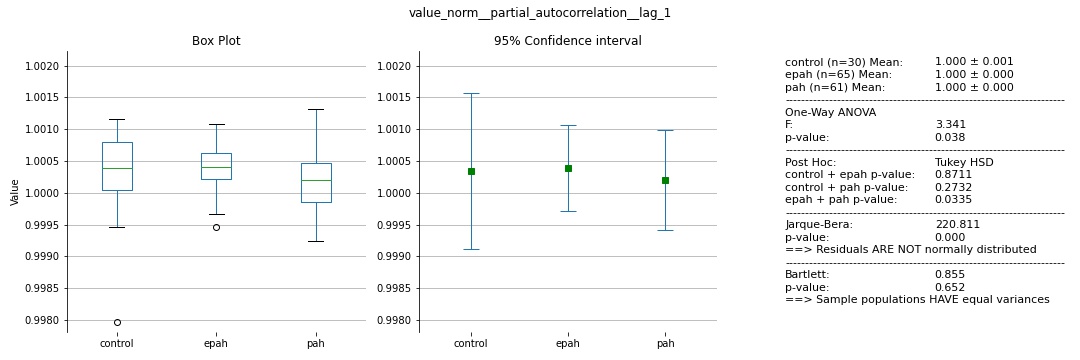 value_norm__partial_autocorrelation__lag_1
Box Plot
Value
1.0020
1.0015
1.0010
1.0005
1.0000
0.9995
0.9990
0.9985
0.9980
control epah pah
95% Confidence interval
1.0020
1.0015
1.0010
1.0005
1.0000
0.9995
0.9990
0.9985
0.9980
control epah pah
control (n=30) Mean: 1.000 ± 0.001
epah (n=65) Mean: 1.000 ± 0.000
pah (n=61) Mean: 1.000 ± 0.000
One-Way ANOVA
F: 3.341
p-value: 0.038
Post Hoc: Tukey HSD
control + epah p-value: 0.8711
control + pah p-value: 0.2732
epah + pah p-value: 0.0335
Jarque-Bera: 220.811
p-value: 0.000
==> Residuals ARE NOT normally distributed
Bartlett: 0.855
p-value: 0.652
==> Sample populations HAVE equal variances